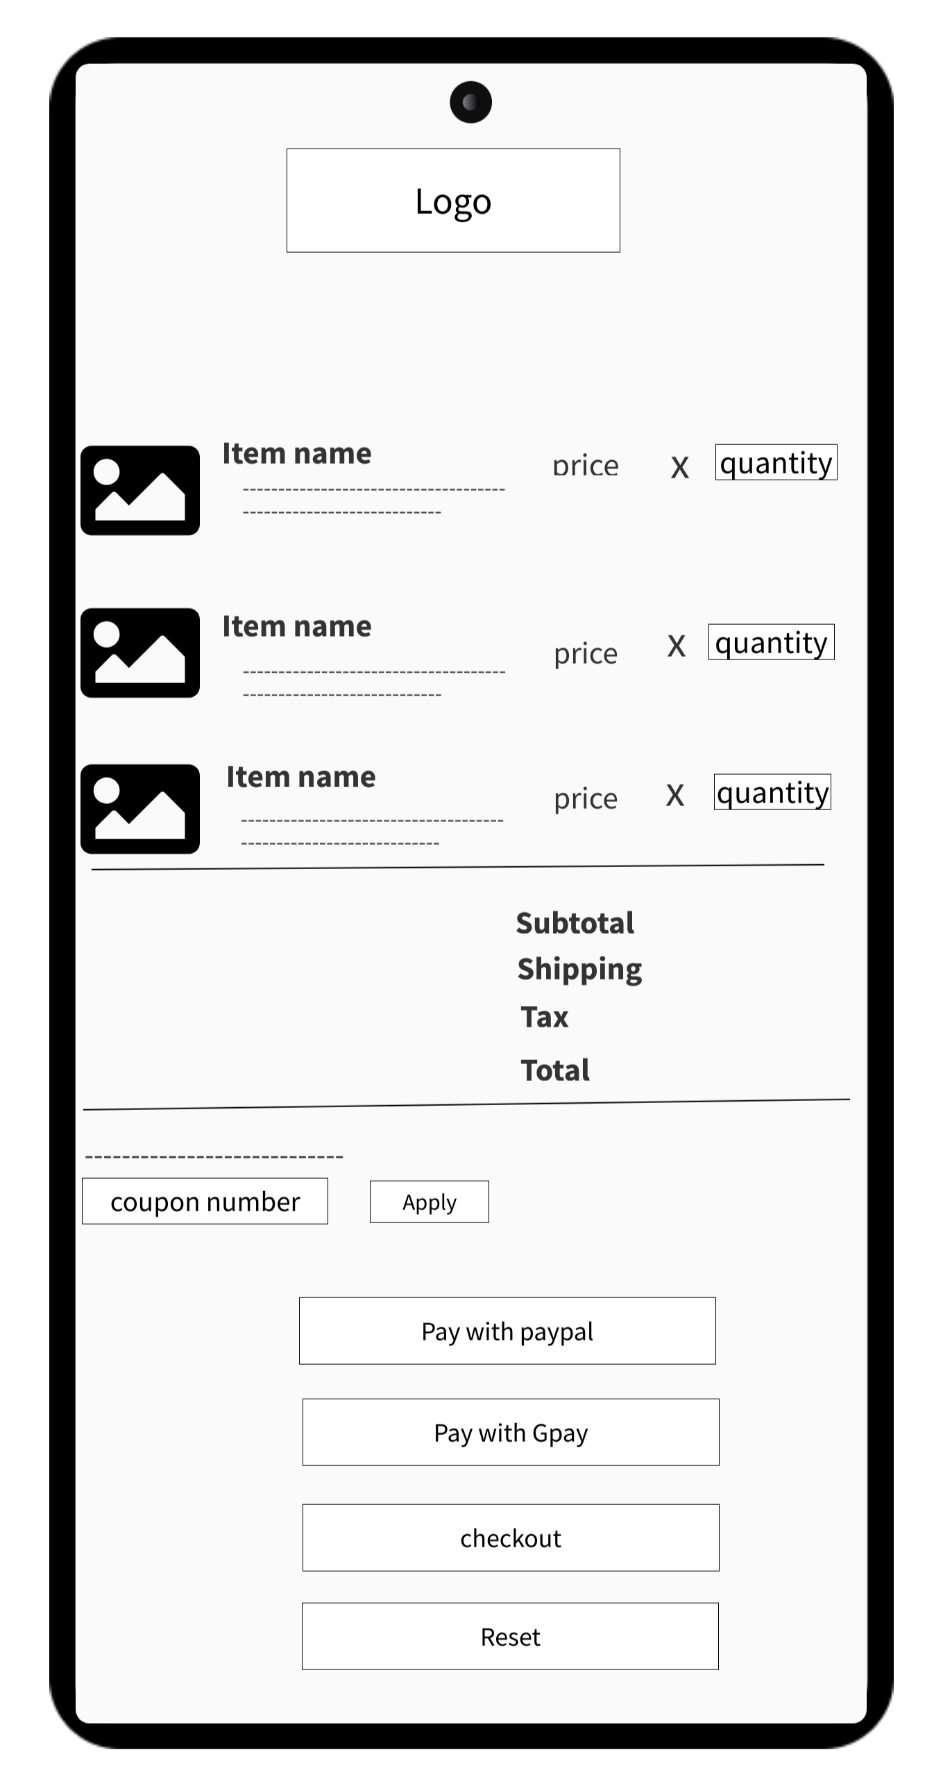 Logo
Item name
price X quantity
------------------------------------
---------------------------
Item name
price X quantity
------------------------------------
---------------------------
Item name
price X quantity
------------------------------------
---------------------------
Subtotal
Shipping
Tax
Total
----------------------------
coupon number Apply
Pay with paypal
Pay with Gpay
checkout
Reset